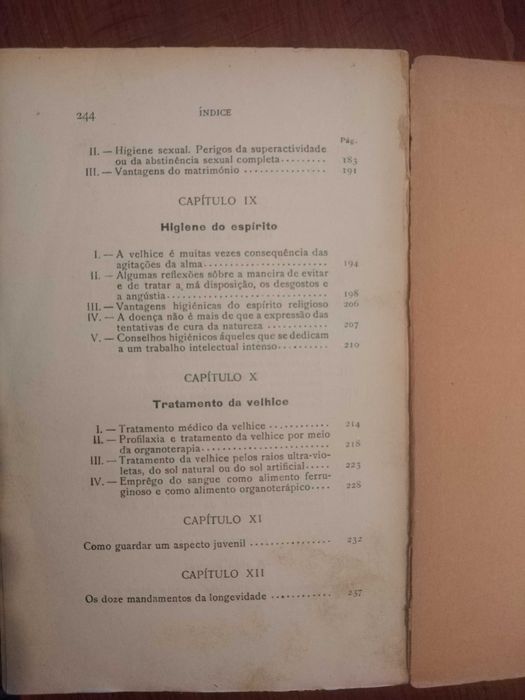 244 ÍNDICE
Pág.
II. — Higiene sexual. Perigos da superactividade
ou da abstinência sexual completa ......... 183
III. — Vantagens do matrimónio ................ 191
CAPÍTULO IX
Higiene do espírito
I. — A velhice é muitas vezes consequência das
agitações da alma ....................... 194
II. — Algumas reflexões sôbre a maneira de evitar
e de tratar a má disposição, os desgostos e
a angústia .............................. 198
III. — Vantagens higiénicas do espírito religioso 206
IV. — A doença não é mais de que a expressão das
tentativas de cura da natureza ............ 207
V. — Conselhos higiénicos àqueles que se dedicam
a um trabalho intelectual intenso .......... 210
CAPÍTULO X
Tratamento da velhice
I. — Tratamento médico da velhice ............ 214
II. — Profilaxia e tratamento da velhice por meio
da organoterapia ......................... 218
III. — Tratamento da velhice pelos raios ultra-vio-
letas, do sol natural ou do sol artificial ..... 223
IV. — Emprêgo do sangue como alimento ferru-
ginoso e como alimento organoterápico .... 228
CAPÍTULO XI
Como guardar um aspecto juvenil ................ 232
CAPÍTULO XII
Os doze mandamentos da longevidade ............ 237